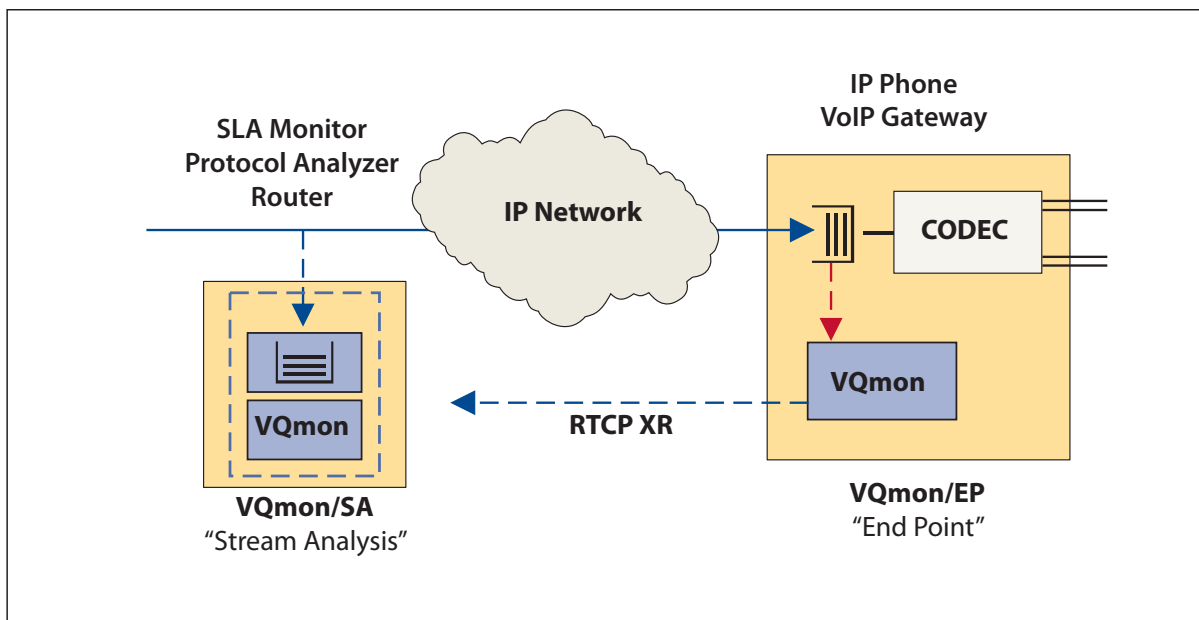 SLA Monitor
Protocol Analyzer
Router
IP Network
IP Phone
VoIP Gateway
CODEC
VQmon
VQmon
RTCP XR
VQmon/SA
“Stream Analysis”
VQmon/EP
“End Point”